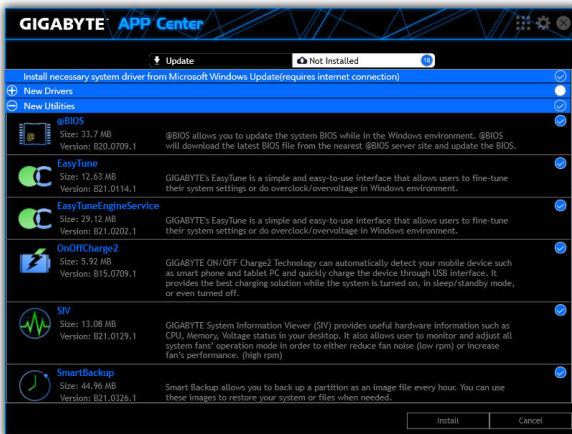 GIGABYTE APP Center
Update
Not Installed
18
Install necessary system driver from Microsoft Windows Update(requires internet connection)
New Drivers
New Utilities
@BIOS
Size: 33.7 MB
Version: B20.0709.1
@BIOS allows you to update the system BIOS while in the Windows environment. @BIOS
will download the latest BIOS file from the nearest @BIOS server site and update the BIOS.
EasyTune
Size: 12.63 MB
Version: B21.0114.1
GIGABYTE's EasyTune is a simple and easy-to-use interface that allows users to fine-tune
their system settings or do overclock/overvoltage in Windows environment.
EasyTuneEngineService
Size: 29.12 MB
Version: B21.0202.1
GIGABYTE's EasyTune is a simple and easy-to-use interface that allows users to fine-tune
their system settings or do overclock/overvoltage in Windows environment.
OnOffCharge2
Size: 5.92 MB
Version: B15.0709.1
GIGABYTE ON/OFF Charge2 Technology can automatically detect your mobile device such
as smart phone and tablet PC and quickly charge the device through USB interface. It
provides the best charging solution while the system is turned on, in sleep/standby mode,
or even turned off.
SIV
Size: 13.08 MB
Version: B21.0129.1
GIGABYTE System Information Viewer (SIV) provides useful hardware information such as
CPU, Memory, Voltage status in your desktop. It also allows user to monitor and adjust all
system fans' operation mode in order to either reduce fan noise (low rpm) or increase
fan's performance. (high rpm)
SmartBackup
Size: 44.96 MB
Version: B21.0326.1
Smart Backup allows you to back up a partition as an image file every hour. You can use
these images to restore your system or files when needed.
Install
Cancel